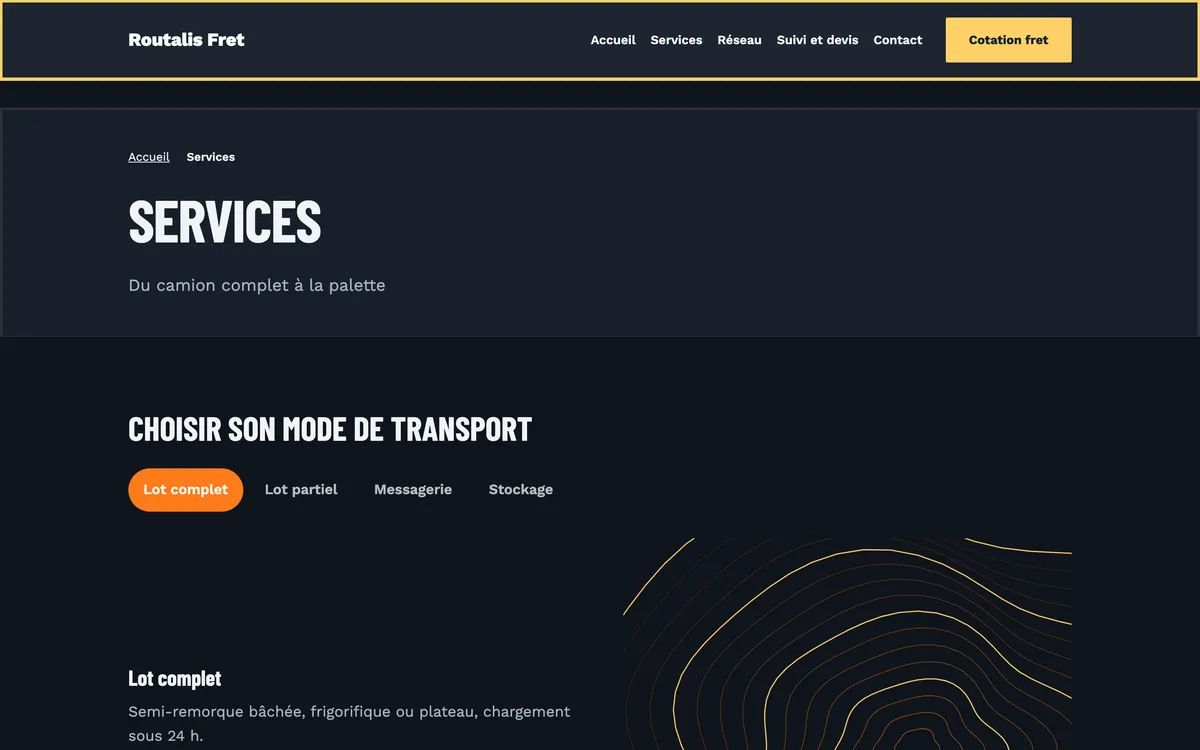 Routalis Fret
Accueil Services Réseau Suivi et devis Contact Cotation fret
Accueil Services
SERVICES
Du camion complet à la palette
CHOISIR SON MODE DE TRANSPORT
Lot complet Lot partiel Messagerie Stockage
Lot complet
Semi-remorque bâchée, frigorifique ou plateau, chargement
sous 24 h.